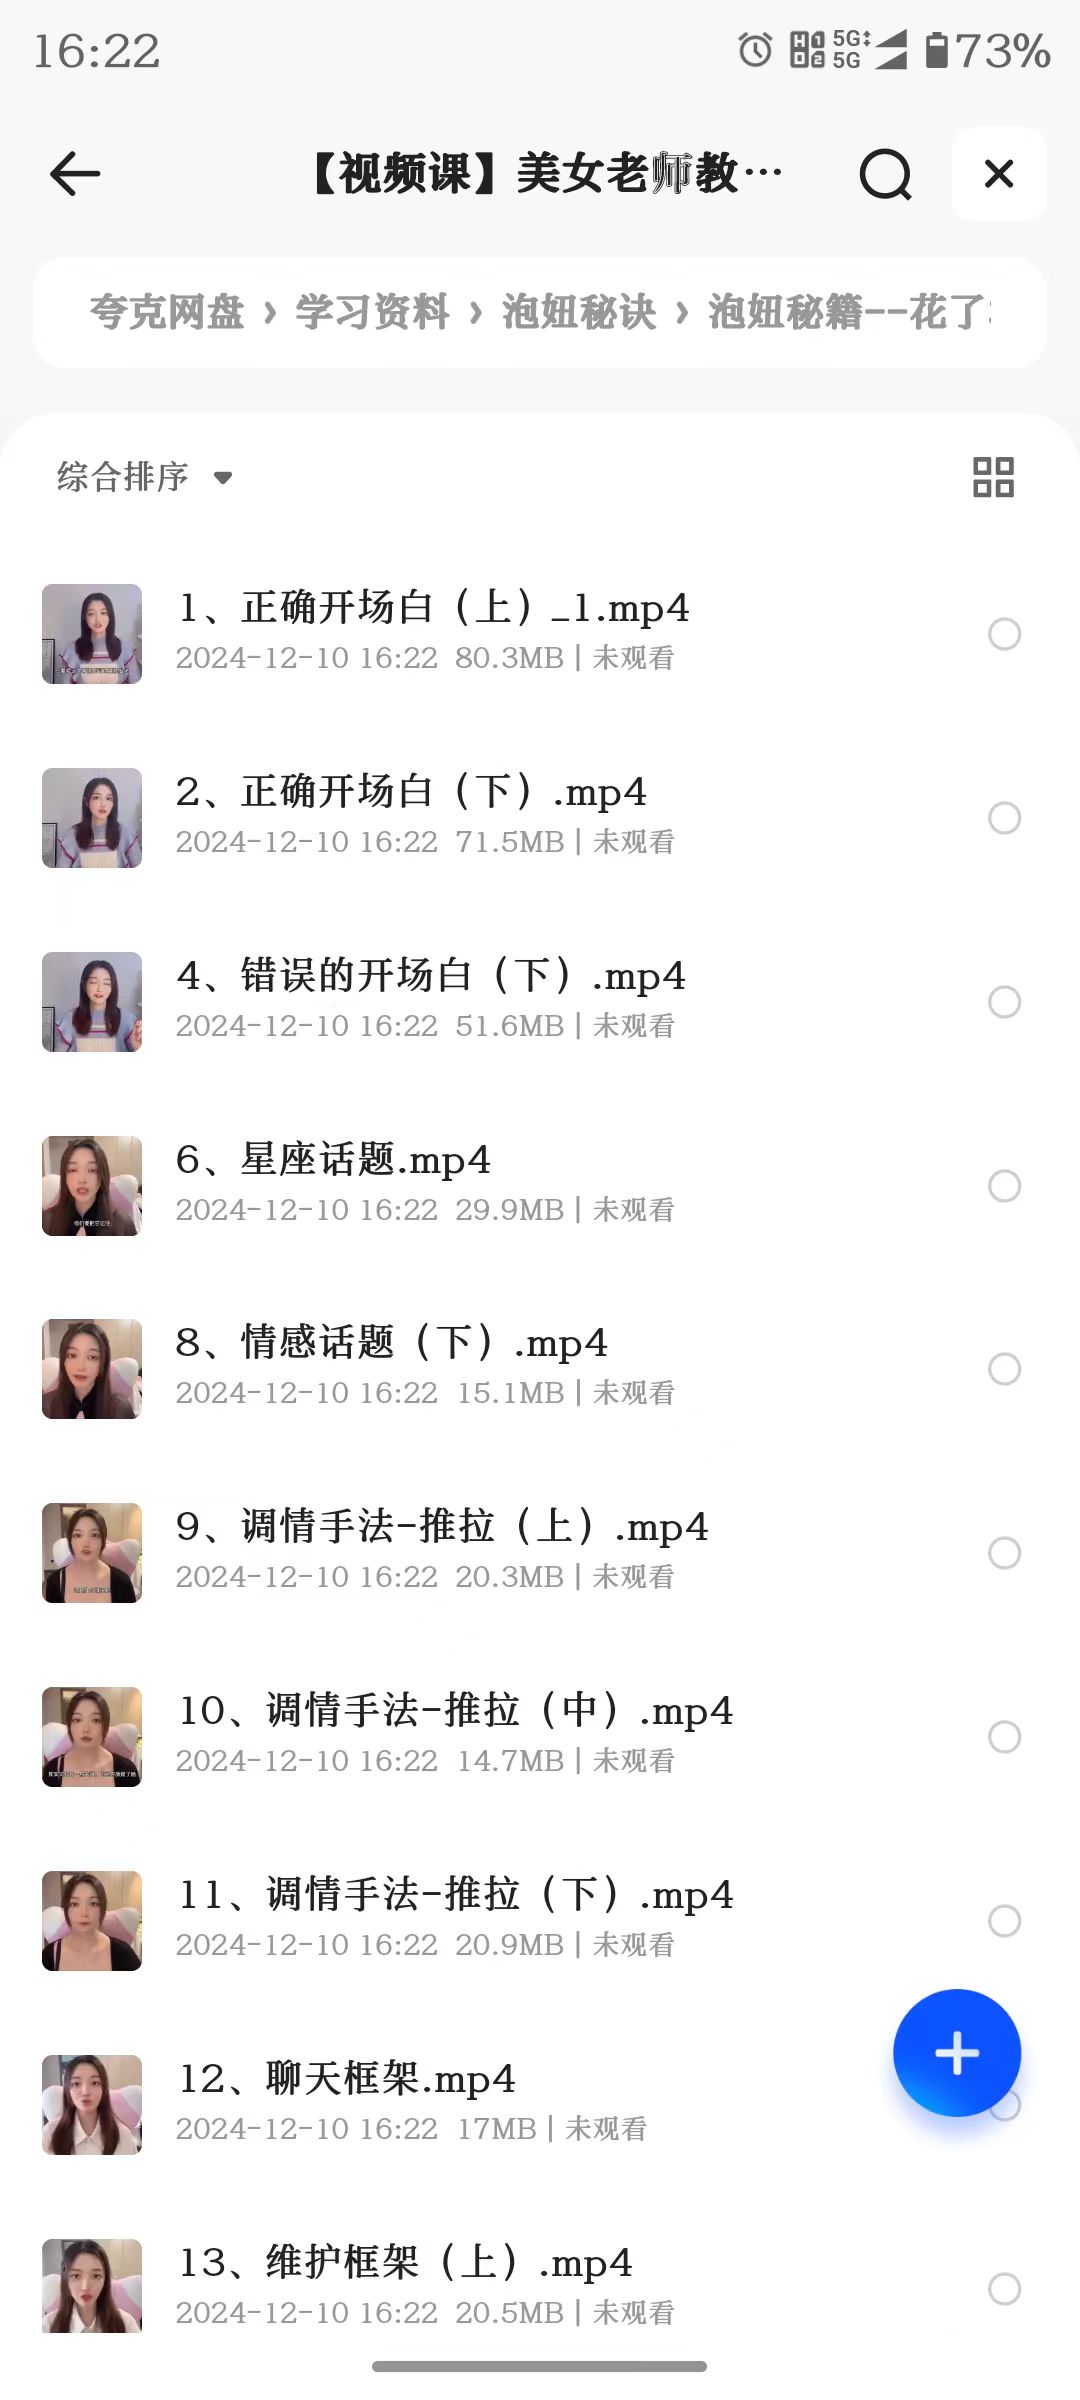 16:22
5G
5G
73%
【视频课】美女老师教…
夸克网盘 › 学习资料 › 泡妞秘诀 › 泡妞秘籍--花了
综合排序
1、正确开场白（上）_1.mp4
2024-12-10 16:22 80.3MB | 未观看
2、正确开场白（下）.mp4
2024-12-10 16:22 71.5MB | 未观看
4、错误的开场白（下）.mp4
2024-12-10 16:22 51.6MB | 未观看
6、星座话题.mp4
2024-12-10 16:22 29.9MB | 未观看
8、情感话题（下）.mp4
2024-12-10 16:22 15.1MB | 未观看
9、调情手法-推拉（上）.mp4
2024-12-10 16:22 20.3MB | 未观看
10、调情手法-推拉（中）.mp4
2024-12-10 16:22 14.7MB | 未观看
11、调情手法-推拉（下）.mp4
2024-12-10 16:22 20.9MB | 未观看
12、聊天框架.mp4
2024-12-10 16:22 17MB | 未观看
13、维护框架（上）.mp4
2024-12-10 16:22 20.5MB | 未观看